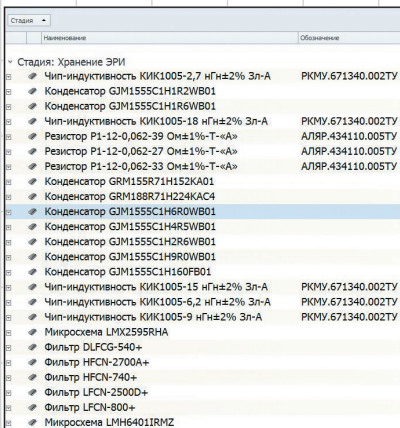 Стадия
Наименование Обозначение
Стадия: Хранение ЭРИ
Чип-индуктивность КИК1005-2,7 нГн±2% Зл-А РКМУ.671340.002ТУ
Конденсатор GJM1555C1H1R2WB01
Конденсатор GJM1555C1H1R6WB01
Чип-индуктивность КИК1005-18 нГн±2% Зл-А РКМУ.671340.002ТУ
Резистор Р1-12-0,062-39 Ом±1%-Т-«А» АЛЯР.434110.005ТУ
Резистор Р1-12-0,062-27 Ом±1%-Т-«А» АЛЯР.434110.005ТУ
Резистор Р1-12-0,062-33 Ом±1%-Т-«А» АЛЯР.434110.005ТУ
Конденсатор GRM155R71H152KA01
Конденсатор GRM188R71H224KAC4
Конденсатор GJM1555C1H6R0WB01
Конденсатор GJM1555C1H4R5WB01
Конденсатор GJM1555C1H2R6WB01
Конденсатор GJM1555C1H9R0WB01
Конденсатор GJM1555C1H160FB01
Чип-индуктивность КИК1005-15 нГн±2% Зл-А РКМУ.671340.002ТУ
Чип-индуктивность КИК1005-6,2 нГн±2% Зл-А РКМУ.671340.002ТУ
Чип-индуктивность КИК1005-9 нГн±2% Зл-А РКМУ.671340.002ТУ
Микросхема LMX2595RHA
Фильтр DLFCG-540+
Фильтр HFCN-2700A+
Фильтр HFCN-740+
Фильтр LFCN-2500D+
Фильтр LFCN-800+
Микросхема LMH6401IRMZ